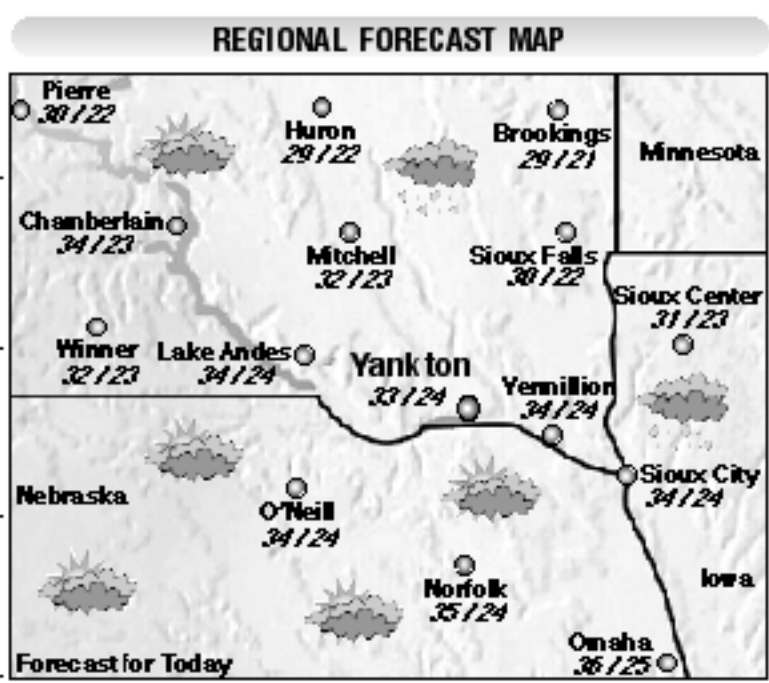 REGIONAL FORECAST MAP
Pierre
30/22
Huron
29/22
Brookings
29/21
Minnesota
Chamberlain
34/23
Mitchell
32/23
Sioux Falls
30/22
Sioux Center
31/23
Winner
32/23
Lake Andes
34/24
Yankton
33/24
Vermillion
34/24
Nebraska
O'Neill
34/24
Sioux City
34/24
Norfolk
35/24
Iowa
Omaha
36/25
Forecast for Today